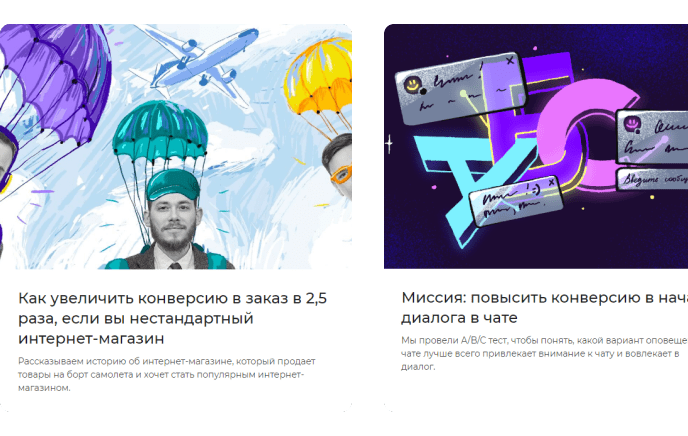 Как увеличить конверсию в заказ в 2,5
раза, если вы нестандартный
интернет-магазин
Рассказываем историю об интернет-магазине, который продает
товары на борт самолета и хочет стать популярным интернет-
магазином.
Введите сообщ
Миссия: повысить конверсию в нача
диалога в чате
Мы провели A/B/C тест, чтобы понять, какой вариант оповеще
чате лучше всего привлекает внимание к чату и вовлекает в
диалог.